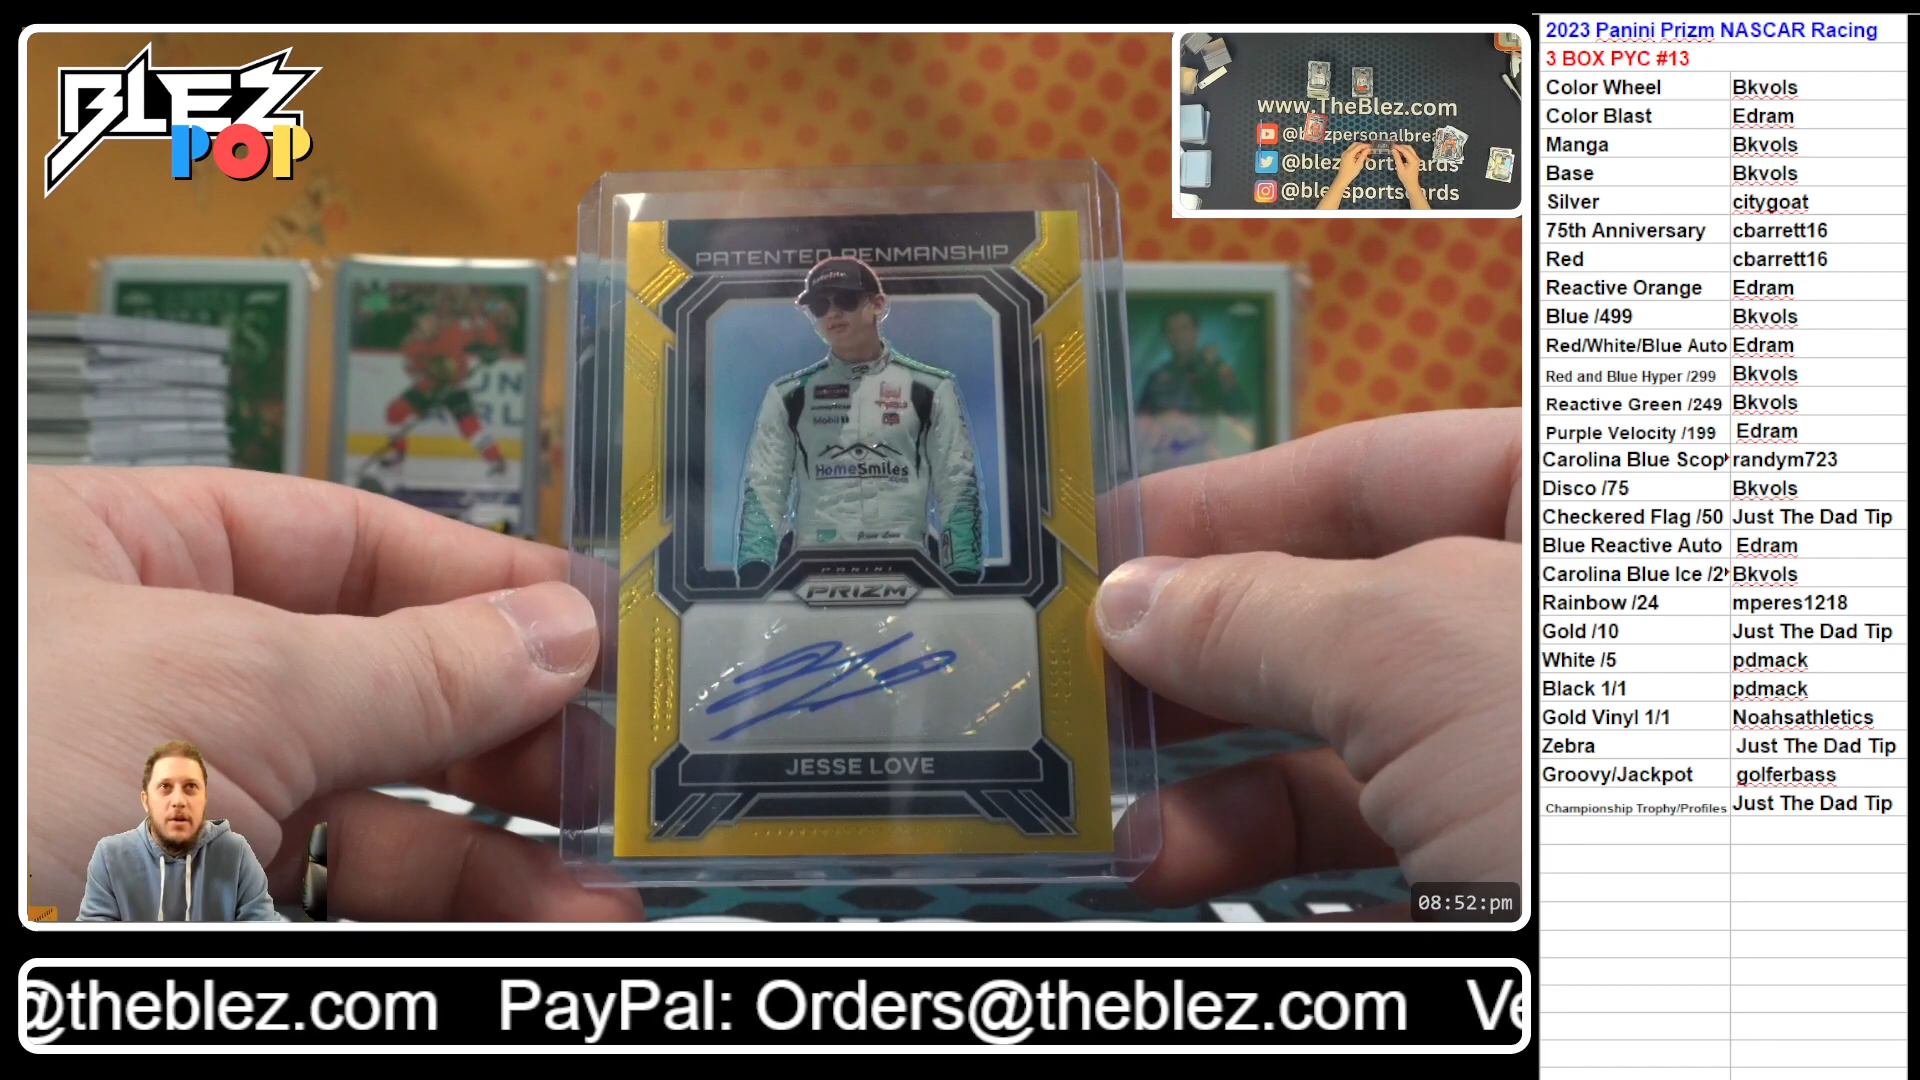 BLEZ
POP
PATENTED PENMANSHIP
HomeSmiles
.com
Mobil 1
PANINI
PRIZM
JESSE LOVE
www.TheBlez.com
08:52:pm
@theblez.com PayPal: Orders@theblez.com Ve
2023 Panini Prizm NASCAR Racing
3 BOX PYC #13
Color Wheel Bkvols
Color Blast Edram
Manga Bkvols
Base Bkvols
Silver citygoat
75th Anniversary cbarrett16
Red cbarrett16
Reactive Orange Edram
Blue /499 Bkvols
Red/White/Blue Auto Edram
Red and Blue Hyper /299 Bkvols
Reactive Green /249 Bkvols
Purple Velocity /199 Edram
Carolina Blue Scop randym723
Disco /75 Bkvols
Checkered Flag /50 Just The Dad Tip
Blue Reactive Auto Edram
Carolina Blue Ice /2 Bkvols
Rainbow /24 mperes1218
Gold /10 Just The Dad Tip
White /5 pdmack
Black 1/1 pdmack
Gold Vinyl 1/1 Noahsathletics
Zebra Just The Dad Tip
Groovy/Jackpot golferbass
Championship Trophy/Profiles Just The Dad Tip